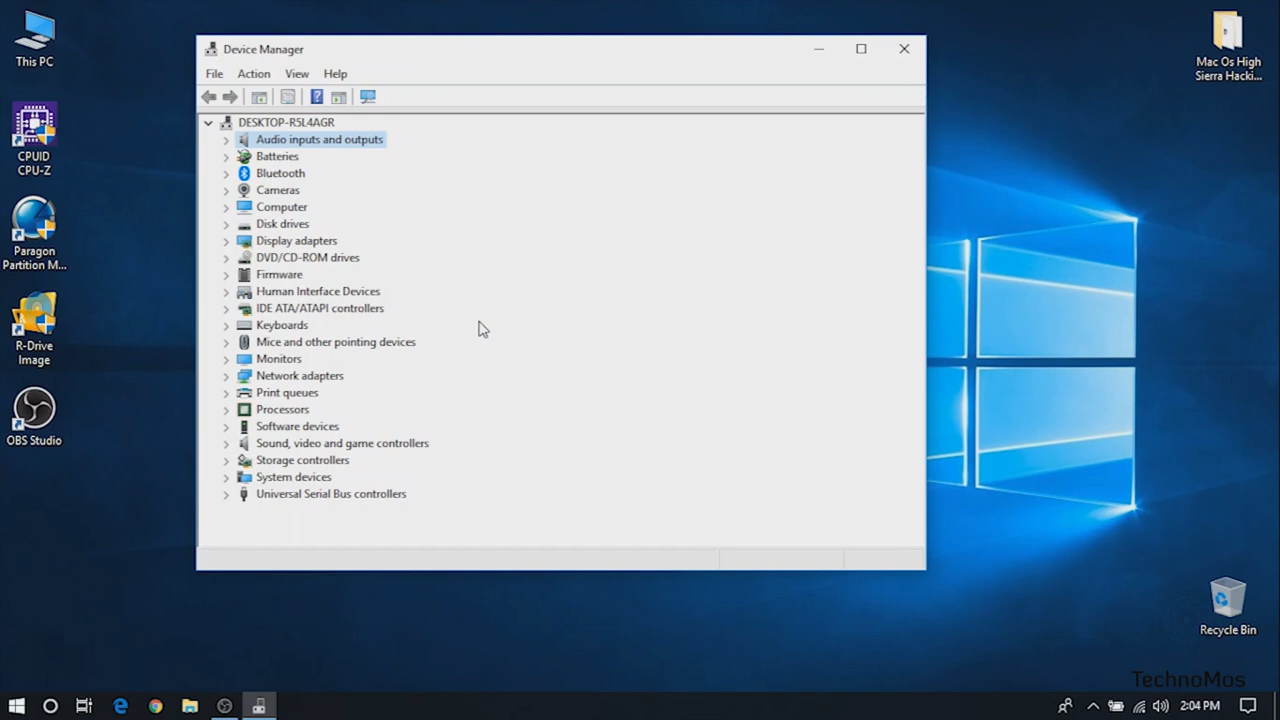 This PC
CPUID
CPU-Z
Paragon
Partition M...
R-Drive
Image
OBS Studio
Device Manager
File Action View Help
DESKTOP-R5L4AGR
Audio inputs and outputs
Batteries
Bluetooth
Cameras
Computer
Disk drives
Display adapters
DVD/CD-ROM drives
Firmware
Human Interface Devices
IDE ATA/ATAPI controllers
Keyboards
Mice and other pointing devices
Monitors
Network adapters
Print queues
Processors
Software devices
Sound, video and game controllers
Storage controllers
System devices
Universal Serial Bus controllers
Mac Os High
Sierra Hacki...
Recycle Bin
TechnoMos
2:04 PM